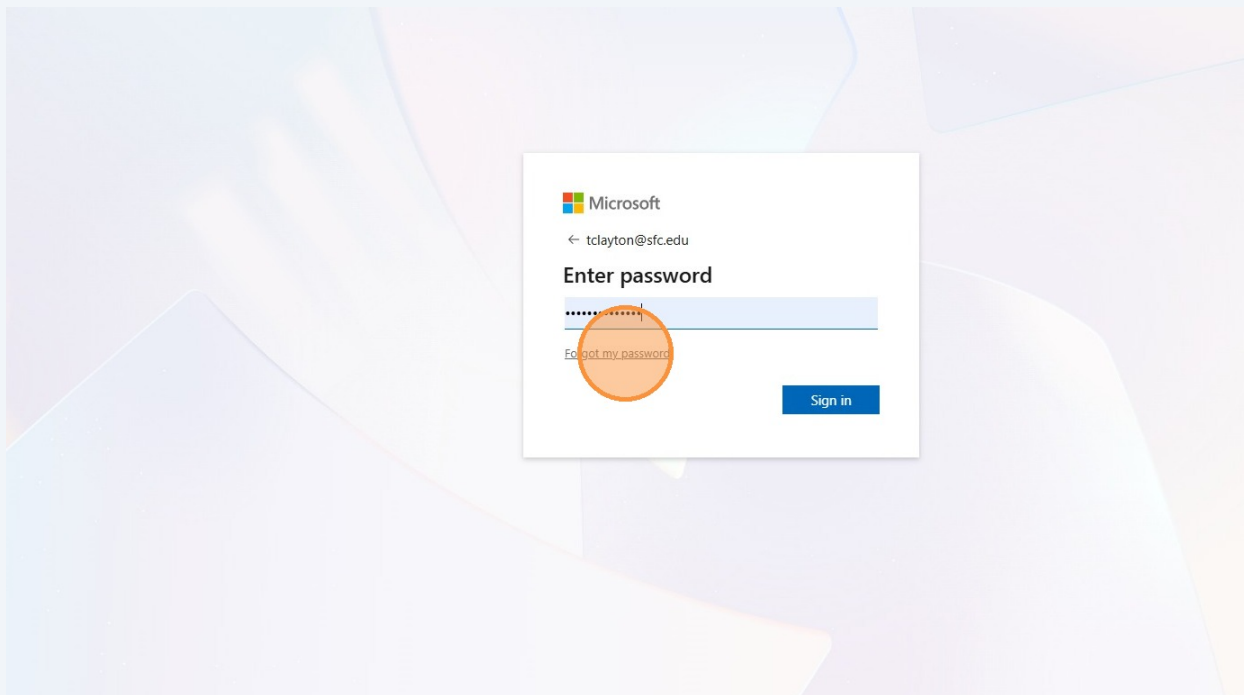 Microsoft
← tclayton@sfc.edu
Enter password
••••••••••••••
Forgot my password
Sign in